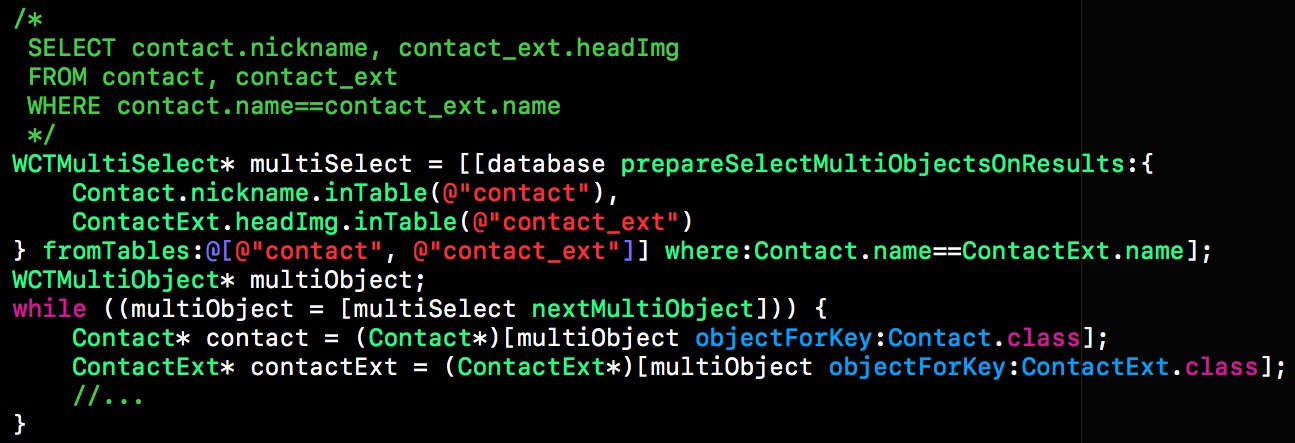 /*
 SELECT contact.nickname, contact_ext.headImg
 FROM contact, contact_ext
 WHERE contact.name==contact_ext.name
 */
WCTMultiSelect* multiSelect = [[database prepareSelectMultiObjectsOnResults:{
    Contact.nickname.inTable(@"contact"),
    ContactExt.headImg.inTable(@"contact_ext")
} fromTables:@[@"contact", @"contact_ext"]] where:Contact.name==ContactExt.name];
WCTMultiObject* multiObject;
while ((multiObject = [multiSelect nextMultiObject])) {
    Contact* contact = (Contact*)[multiObject objectForKey:Contact.class];
    ContactExt* contactExt = (ContactExt*)[multiObject objectForKey:ContactExt.class];
    //...
}